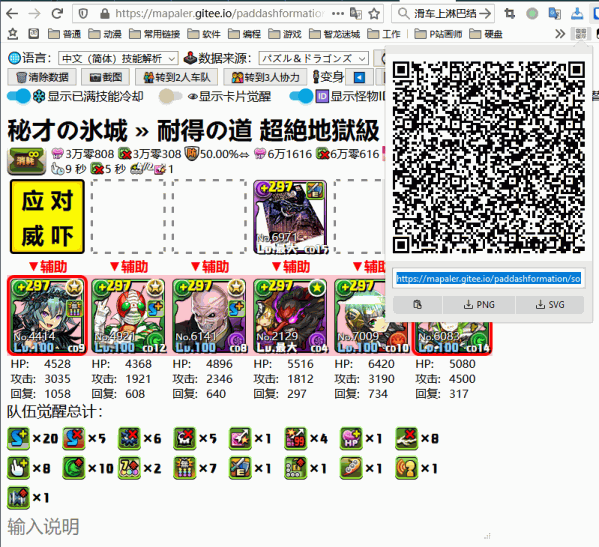 https://mapaler.gitee.io/paddashformation 滑车上淋巴结
普通 动漫 常用链接 软件 编程 游戏 智龙迷城 工作 P站画师 硬盘
语言: 中文（简体）技能解析 数据来源: パズル＆ドラゴンズ
清除数据 截图 转到2人车队 转到3人协力 变身
显示已满技能冷却 显示卡片觉醒 显示怪物ID
秘才の氷城 » 耐得の道 超絶地獄級
消耗 3万零808 3万零308 50.00% 6万1616 6万零616
9 秒 5 秒 //2 1
应对
威吓
+297
No.6971
▼辅助 ▼辅助 ▼辅助 ▼辅助 ▼辅助
+297 +297 +297 +297 +297
No.4414 No.4921 No.6141 No.2129 No.7009 No.6083
Lv.100 CD9 Lv.100 CD12 Lv.100 CD8 Lv.最大 CD4 Lv.100 CD10 Lv.100 CD14
HP: 4528 HP: 4368 HP: 4896 HP: 5516 HP: 6420 HP: 5080
攻击: 3035 攻击: 1921 攻击: 2346 攻击: 1812 攻击: 3190 攻击: 4500
回复: 1058 回复: 608 回复: 640 回复: 297 回复: 734 回复: 317
队伍觉醒总计:
×20 ×5 ×6 ×5 ×1 ×4 ×1 ×8
×8 ×10 ×2 ×7 ×1 ×1 ×1 ×1
×1
输入说明
https://mapaler.gitee.io/paddashformation/so
PNG SVG